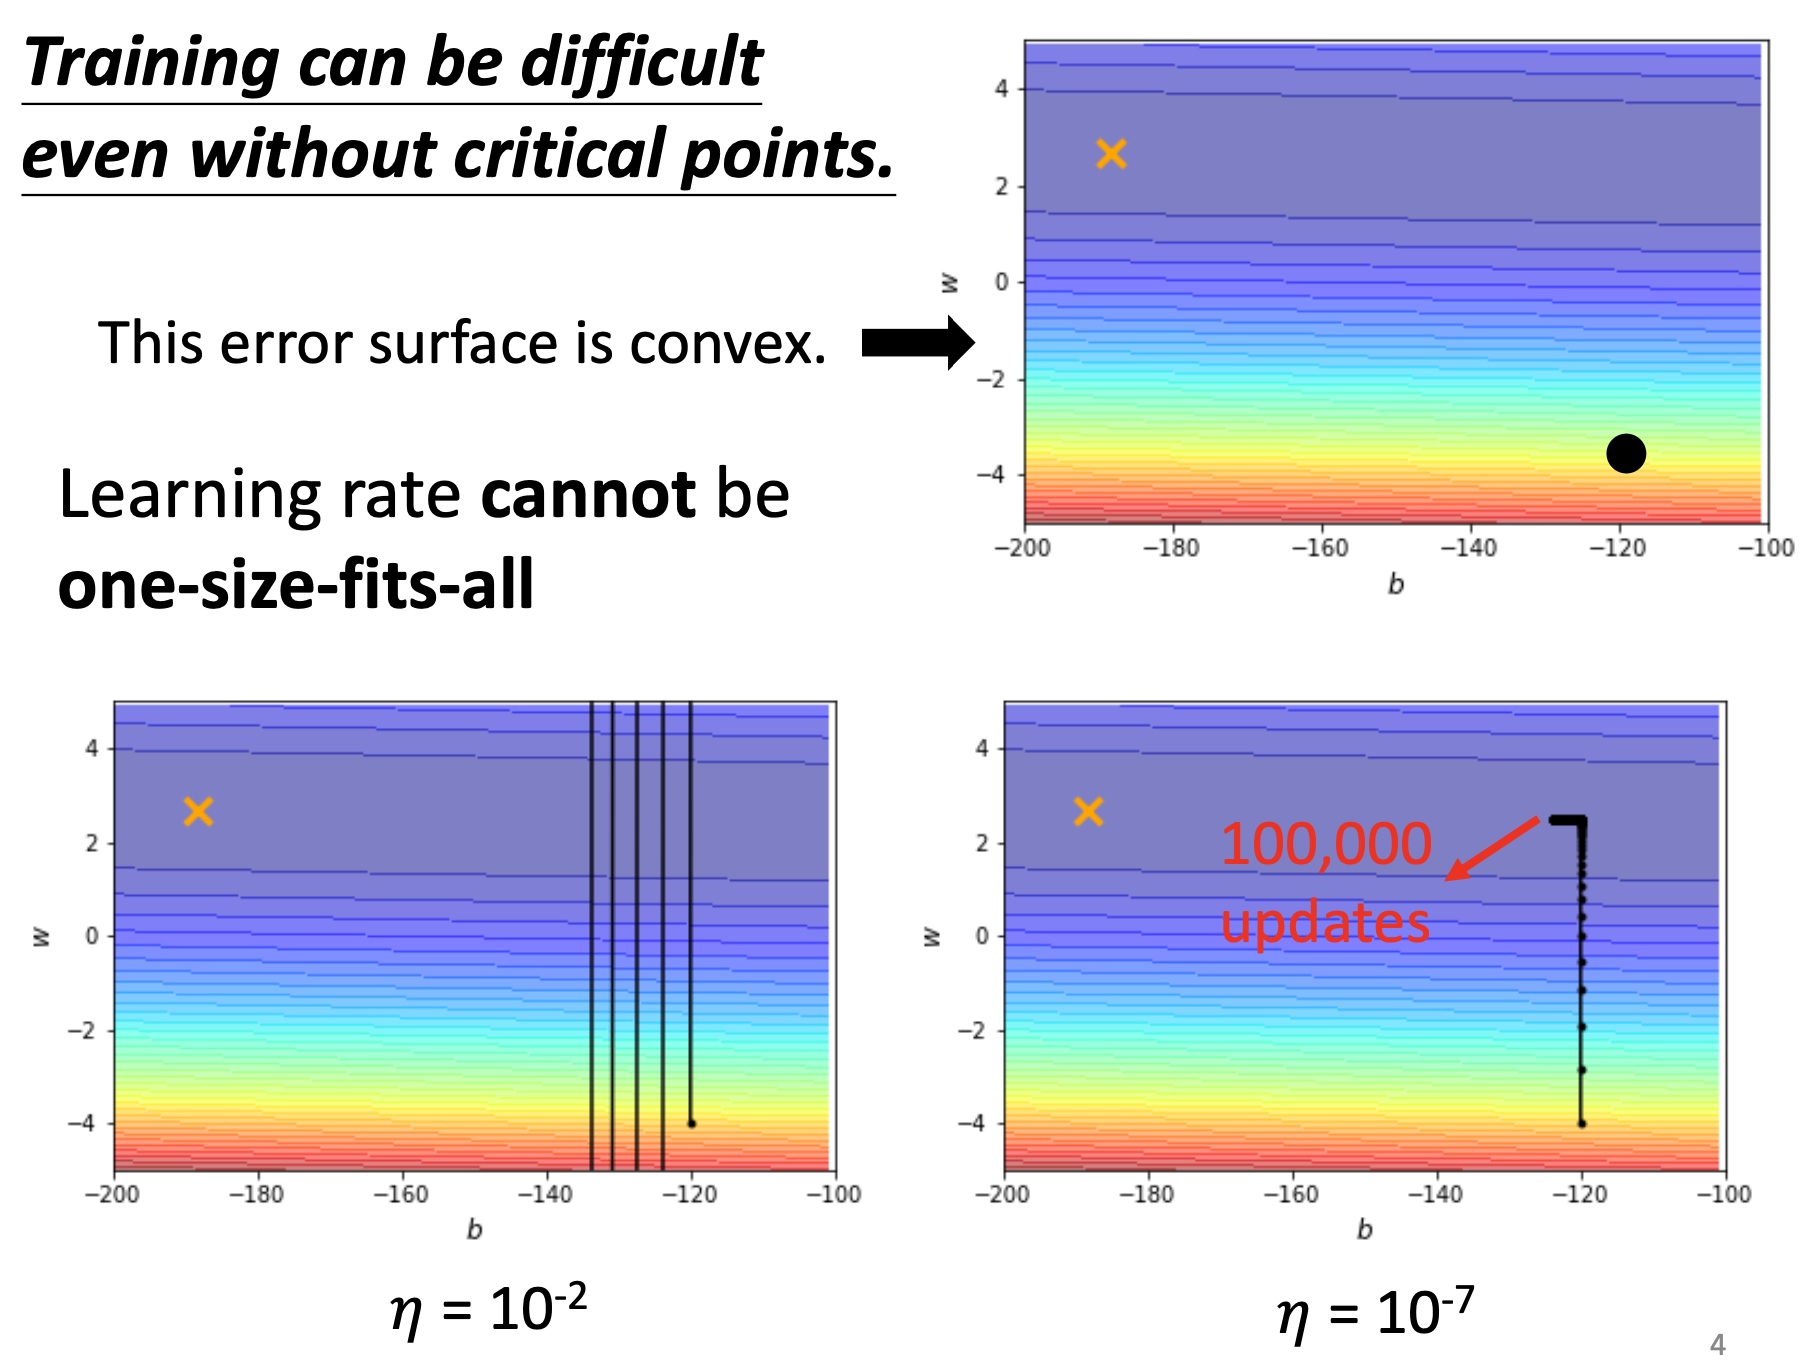 Training can be difficult
even without critical points.
This error surface is convex.
Learning rate cannot be
one-size-fits-all
4
2
0
−2
−4
w
−200 −180 −160 −140 −120 −100
b
4
2
0
−2
−4
w
−200 −180 −160 −140 −120 −100
b
η = 10-2
4
2
0
−2
−4
w
100,000
updates
−200 −180 −160 −140 −120 −100
b
η = 10-7
4